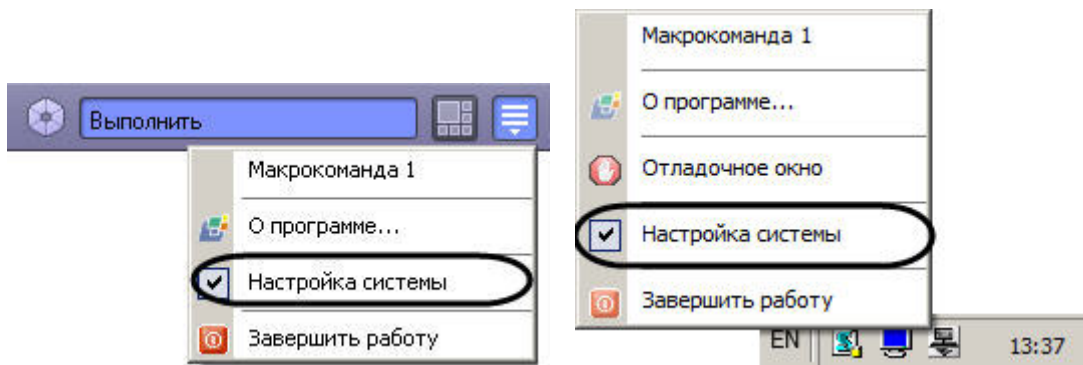 Выполнить
Макрокоманда 1
О программе...
Настройка системы
Завершить работу
Макрокоманда 1
О программе...
Отладочное окно
Настройка системы
Завершить работу
EN
13:37